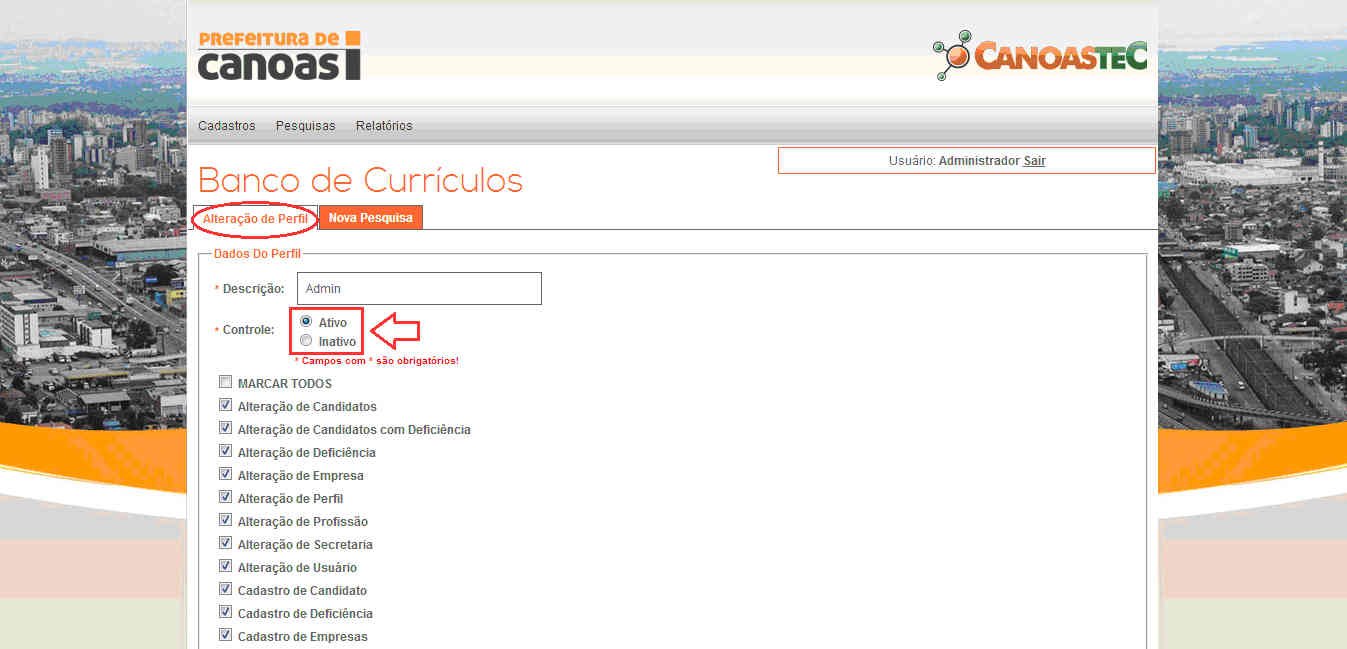 PREFEITURA DE
canoas
CANOASTEC
Cadastros Pesquisas Relatórios
Usuário: Administrador Sair
Banco de Currículos
Alteração de Perfil Nova Pesquisa
Dados Do Perfil
* Descrição: Admin
* Controle: Ativo
Inativo
* Campos com * são obrigatórios!
MARCAR TODOS
Alteração de Candidatos
Alteração de Candidatos com Deficiência
Alteração de Deficiência
Alteração de Empresa
Alteração de Perfil
Alteração de Profissão
Alteração de Secretaria
Alteração de Usuário
Cadastro de Candidato
Cadastro de Deficiência
Cadastro de Empresas